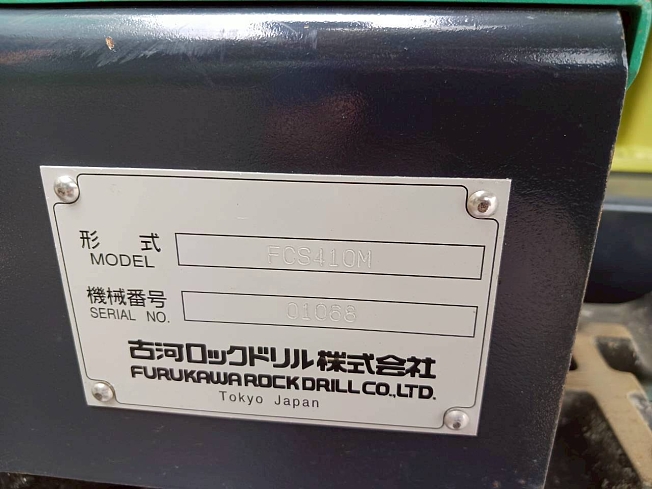 形 式 FCS410M
MODEL
機械番号 01068
SERIAL NO.
古河ロックドリル株式会社
FURUKAWA ROCK DRILL CO., LTD.
Tokyo Japan